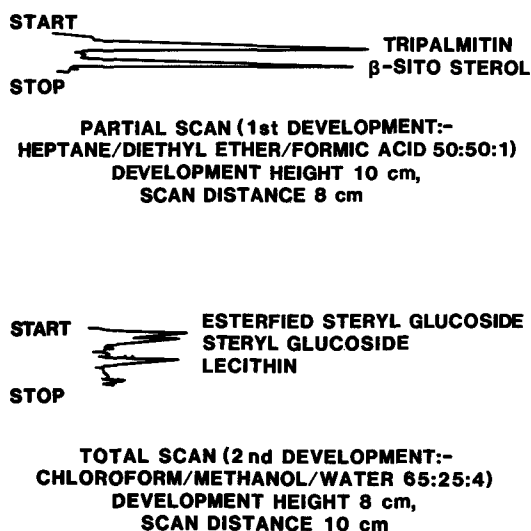 START
TRIPALMITIN
β-SITO STEROL
STOP
PARTIAL SCAN (1st DEVELOPMENT:-
HEPTANE/DIETHYL ETHER/FORMIC ACID 50:50:1)
DEVELOPMENT HEIGHT 10 cm,
SCAN DISTANCE 8 cm
START
ESTERFIED STERYL GLUCOSIDE
STERYL GLUCOSIDE
LECITHIN
STOP
TOTAL SCAN (2nd DEVELOPMENT:-
CHLOROFORM/METHANOL/WATER 65:25:4)
DEVELOPMENT HEIGHT 8 cm,
SCAN DISTANCE 10 cm